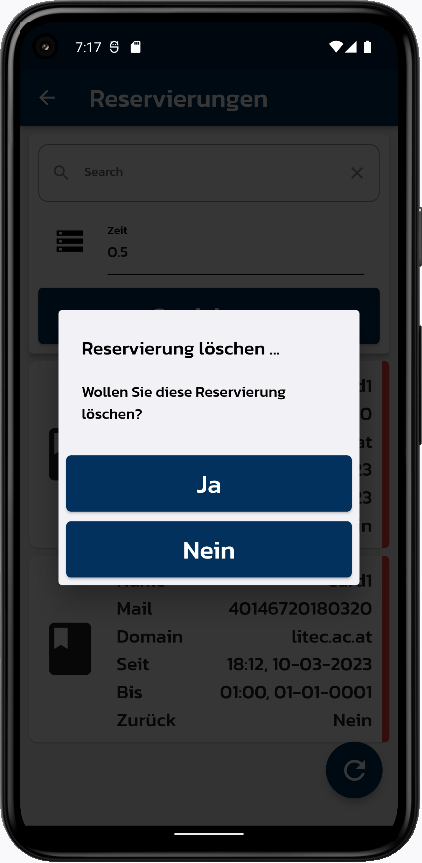 7:17
Reservierungen
Search
Zeit
0.5
Reservierung löschen ...
Wollen Sie diese Reservierung
löschen?
Ja
Nein
Mail 40146720180320
Domain litec.ac.at
Seit 18:12, 10-03-2023
Bis 01:00, 01-01-0001
Zurück Nein